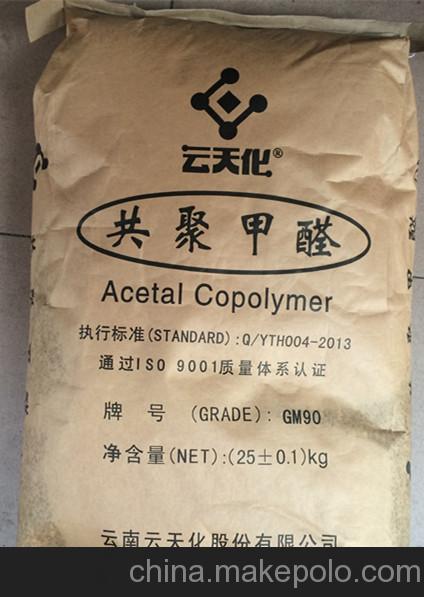 云天化®
共聚甲醛
Acetal Copolymer
执行标准(STANDARD):Q/YTH004-2013
通过ISO 9001质量体系认证
牌 号 (GRADE): GM90
净含量(NET):(25±0.1)kg
云南云天化股份有限公司
china.makepolo.com